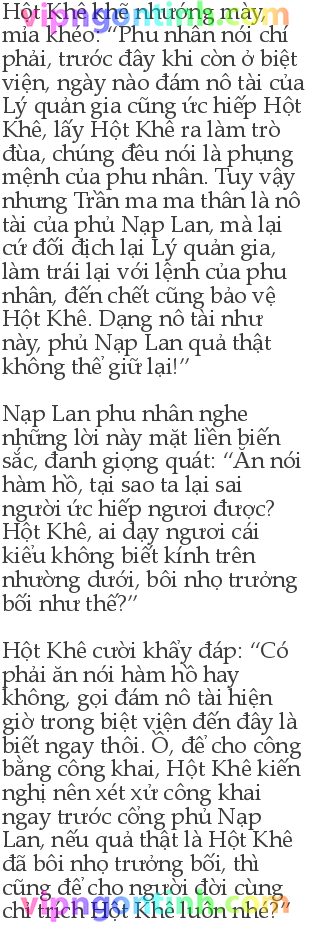 Hột Khê khẽ nhướng mày,
mỉa khéo: “Phu nhân nói chí
phải, trước đây khi còn ở biệt
viện, ngày nào đám nô tài của
Lý quản gia cũng ức hiếp Hột
Khê, lấy Hột Khê ra làm trò
đùa, chúng đều nói là phụng
mệnh của phu nhân. Tuy vậy
nhưng Trần ma ma thân là nô
tài của phủ Nạp Lan, mà lại
cứ đối địch lại Lý quản gia,
làm trái lại với lệnh của phu
nhân, đến chết cũng bảo vệ
Hột Khê. Dạng nô tài như
này, phủ Nạp Lan quả thật
không thể giữ lại!”
Nạp Lan phu nhân nghe
những lời này mặt liền biến
sắc, đanh giọng quát: “Ăn nói
hàm hồ, tại sao ta lại sai
người ức hiếp ngươi được?
Hột Khê, ai dạy ngươi cái
kiểu không biết kính trên
nhường dưới, bôi nhọ trưởng
bối như thế?”
Hột Khê cười khẩy đáp: “Có
phải ăn nói hàm hồ hay
không, gọi đám nô tài hiện
giờ trong biệt viện đến đây là
biết ngay thôi. Ồ, để cho công
bằng công khai, Hột Khê kiến
nghị nên xét xử công khai
ngay trước cổng phủ Nạp
Lan, nếu quả thật là Hột Khê
đã bôi nhọ trưởng bối, thì
cũng để cho người đời cùng
chỉ trích Hột Khê luôn nhé?”
vipngontinh.com
vipngontinh.com